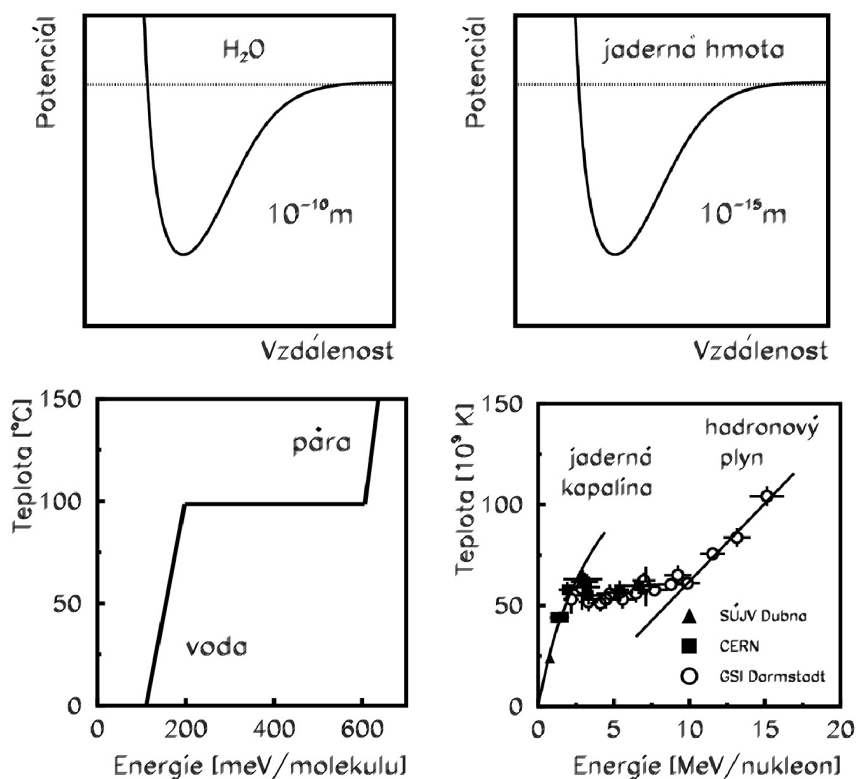 Potenciál
H₂O
10⁻¹⁰m
Vzdálenost
Potenciál
jaderná hmota
10⁻¹⁵m
Vzdálenost
Teplota [°C]
150
100
50
0
pára
voda
0 200 400 600
Energie [meV/molekulu]
Teplota [10⁹ K]
150
100
50
0
jaderná
kapalina
hadronový
plyn
SÚJV Dubna
CERN
GSI Darmstadt
0 5 10 15 20
Energie [MeV/nukleon]